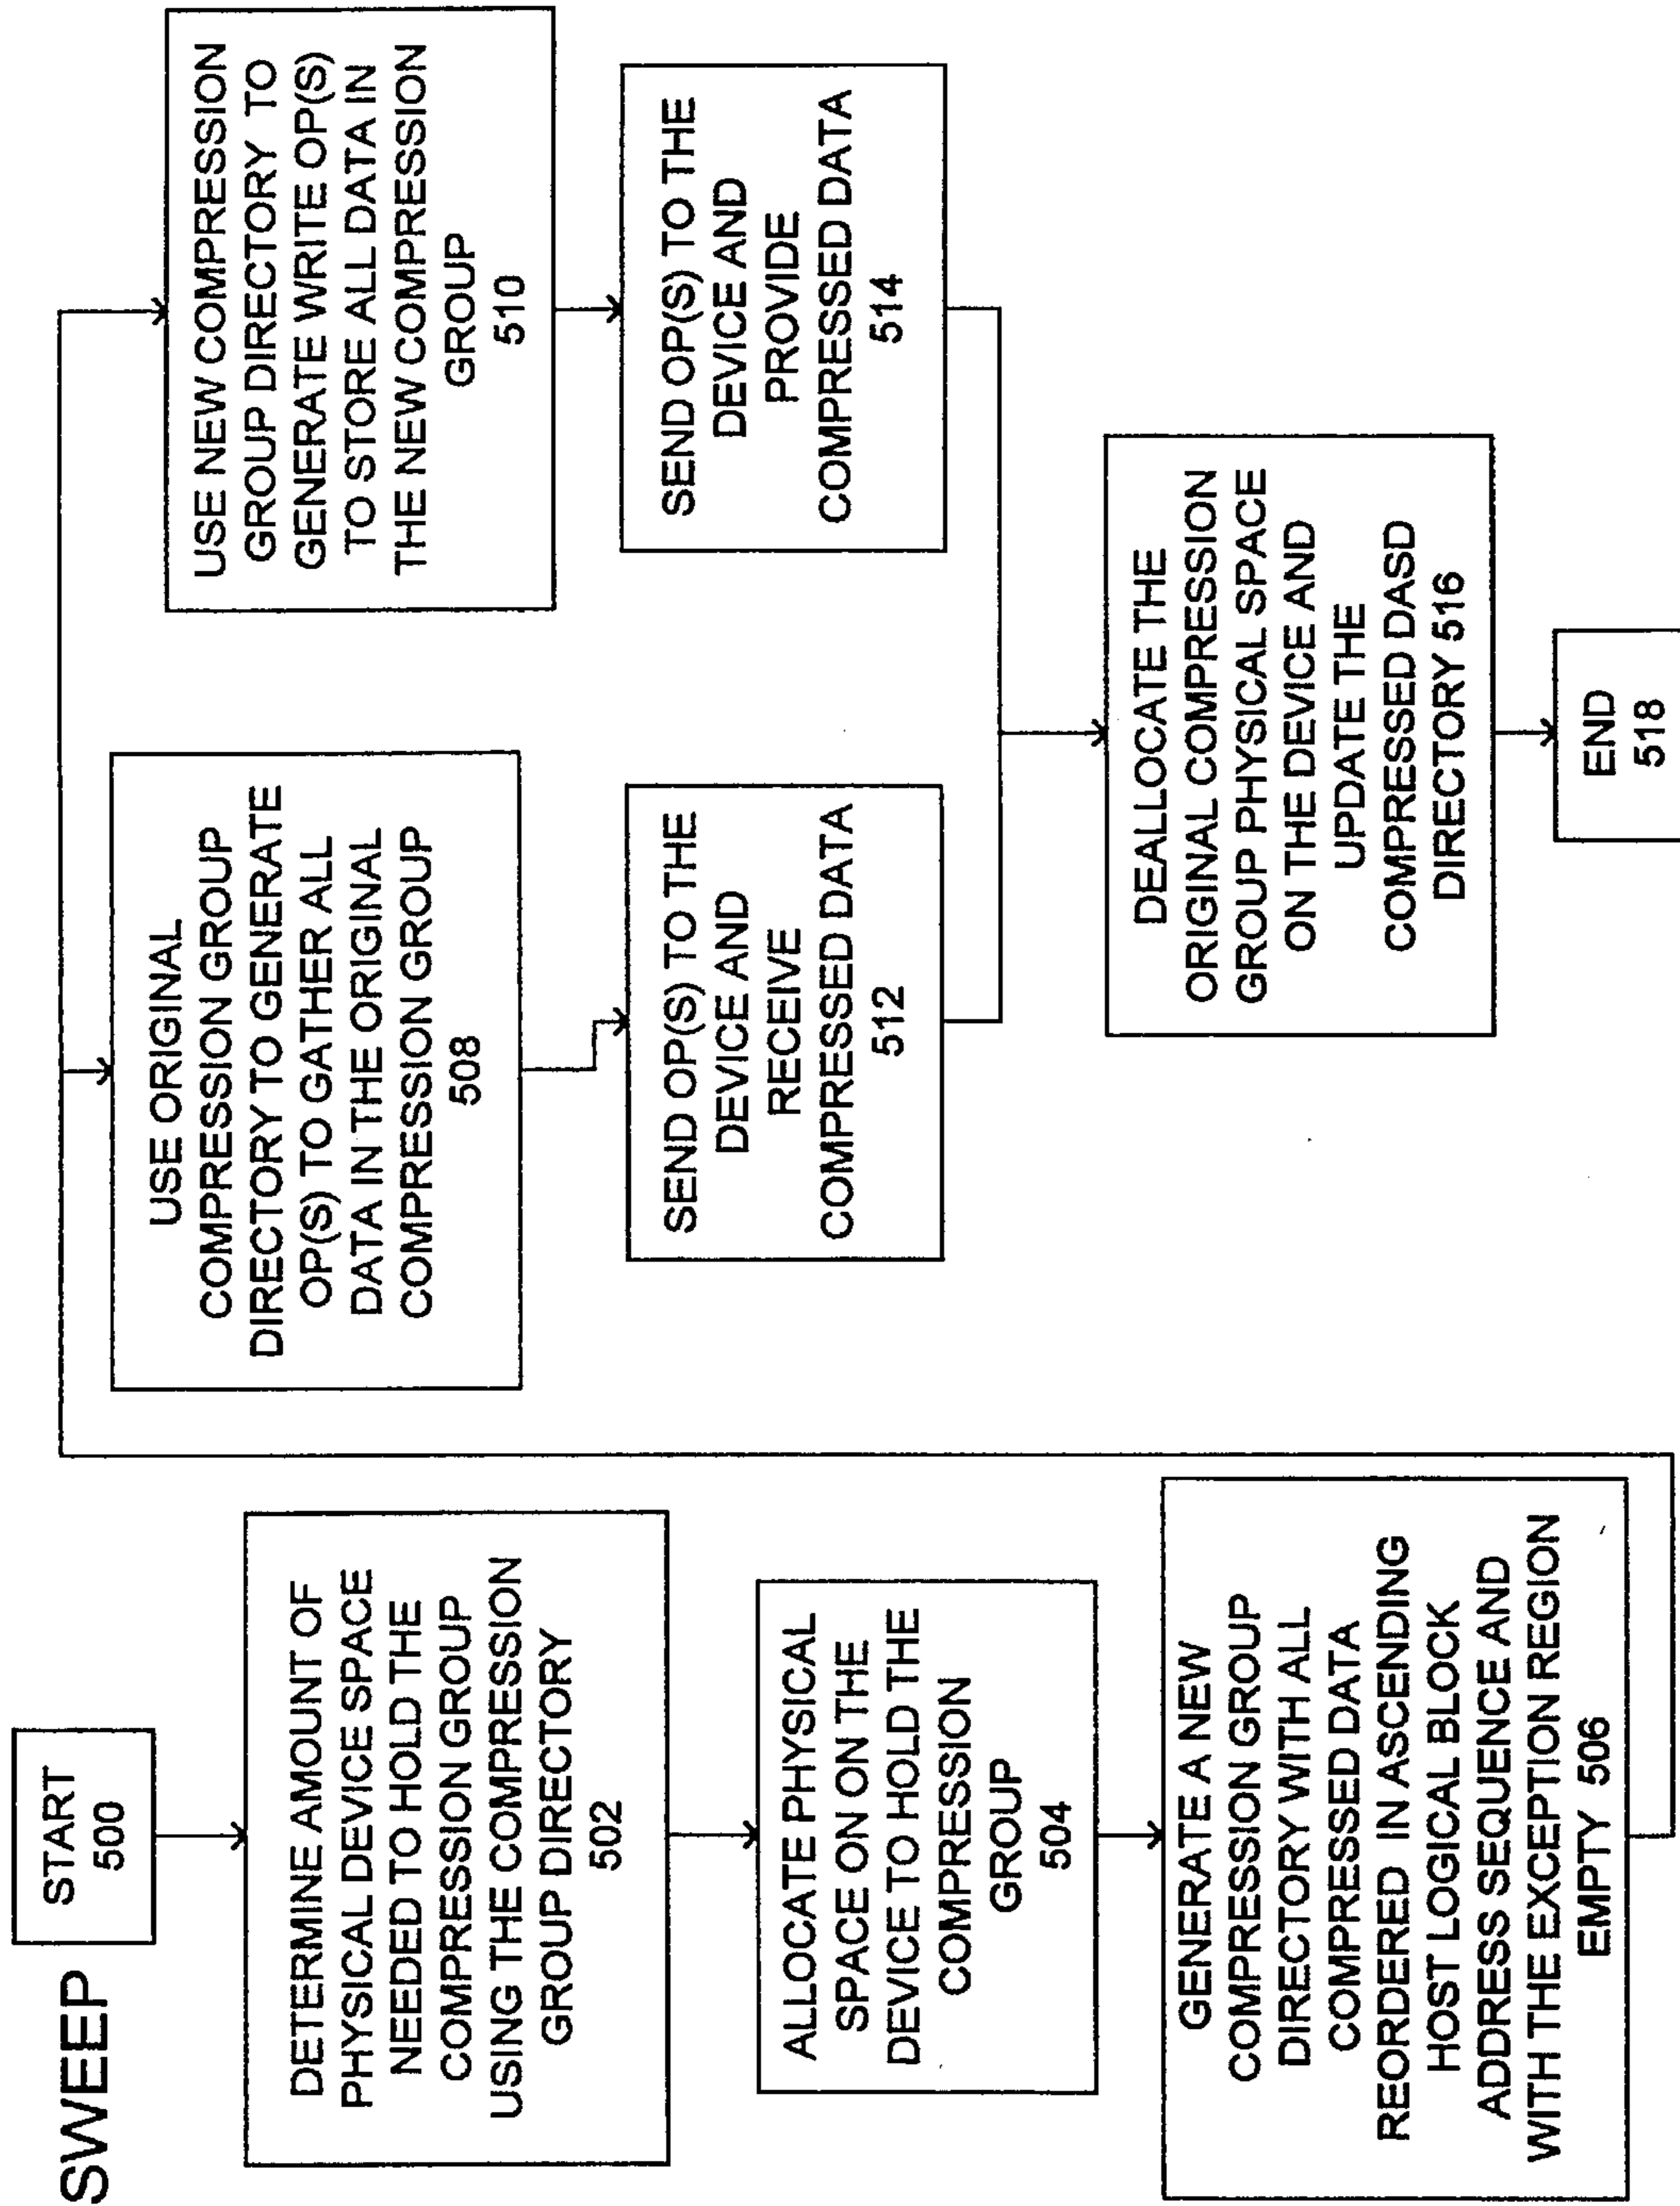 SWEEP
START
500
DETERMINE AMOUNT OF
PHYSICAL DEVICE SPACE
NEEDED TO HOLD THE
COMPRESSION GROUP
USING THE COMPRESSION
GROUP DIRECTORY
502
ALLOCATE PHYSICAL
SPACE ON ON THE
DEVICE TO HOLD THE
COMPRESSION
GROUP
504
GENERATE A NEW
COMPRESSION GROUP
DIRECTORY WITH ALL
COMPRESSED DATA
REORDERED IN ASCENDING
HOST LOGICAL BLOCK
ADDRESS SEQUENCE AND
WITH THE EXCEPTION REGION
EMPTY 506
USE ORIGINAL
COMPRESSION GROUP
DIRECTORY TO GENERATE
OP(S) TO GATHER ALL
DATA IN THE ORIGINAL
COMPRESSION GROUP
508
SEND OP(S) TO THE
DEVICE AND
RECEIVE
COMPRESSED DATA
512
USE NEW COMPRESSION
GROUP DIRECTORY TO
GENERATE WRITE OP(S)
TO STORE ALL DATA IN
THE NEW COMPRESSION
GROUP
510
SEND OP(S) TO THE
DEVICE AND
PROVIDE
COMPRESSED DATA
514
DEALLOCATE THE
ORIGINAL COMPRESSION
GROUP PHYSICAL SPACE
ON THE DEVICE AND
UPDATE THE
COMPRESSED DASD
DIRECTORY 516
END
518